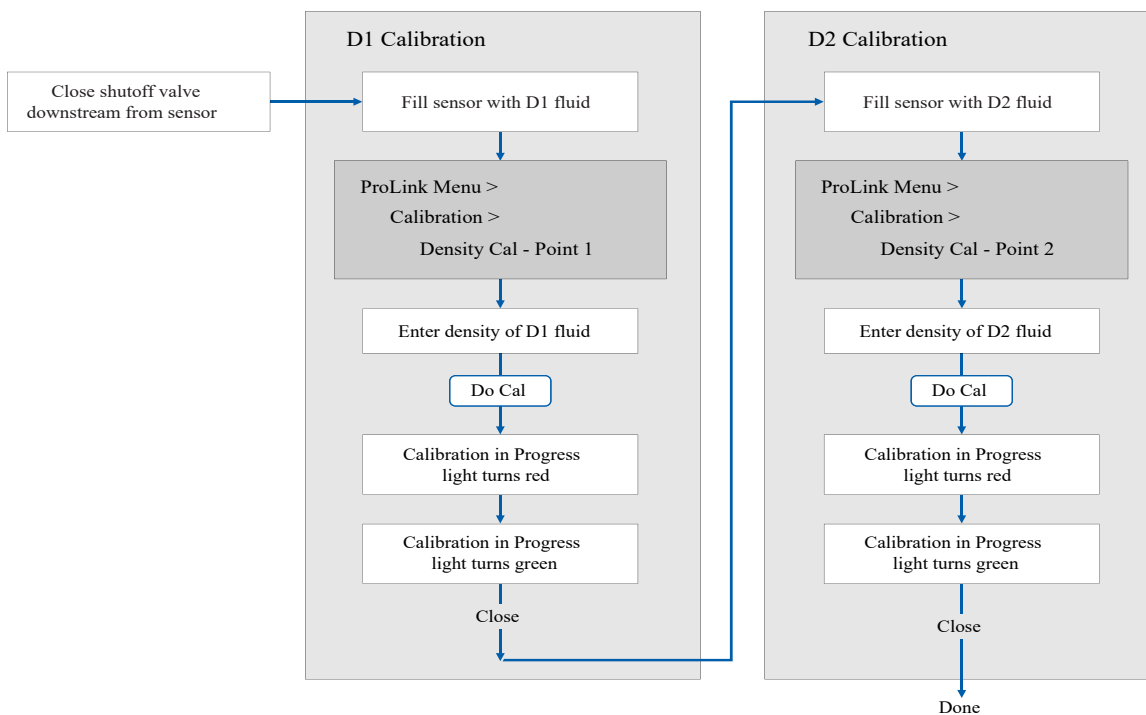 Close shutoff valve
downstream from sensor
D1 Calibration
Fill sensor with D1 fluid
ProLink Menu >
Calibration >
Density Cal - Point 1
Enter density of D1 fluid
Do Cal
Calibration in Progress
light turns red
Calibration in Progress
light turns green
Close
D2 Calibration
Fill sensor with D2 fluid
ProLink Menu >
Calibration >
Density Cal - Point 2
Enter density of D2 fluid
Do Cal
Calibration in Progress
light turns red
Calibration in Progress
light turns green
Close
Done